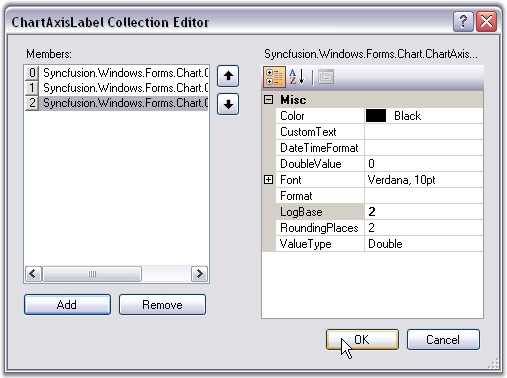 ChartAxisLabel Collection Editor
Members:
0 Syncfusion.Windows.Forms.Chart.C
1 Syncfusion.Windows.Forms.Chart.C
2 Syncfusion.Windows.Forms.Chart.C
Add
Remove
Syncfusion.Windows.Forms.Chart.ChartAxis...
Misc
Color Black
CustomText
DateTimeFormat
DoubleValue 0
Font Verdana, 10pt
Format
LogBase 2
RoundingPlaces 2
ValueType Double
OK
Cancel